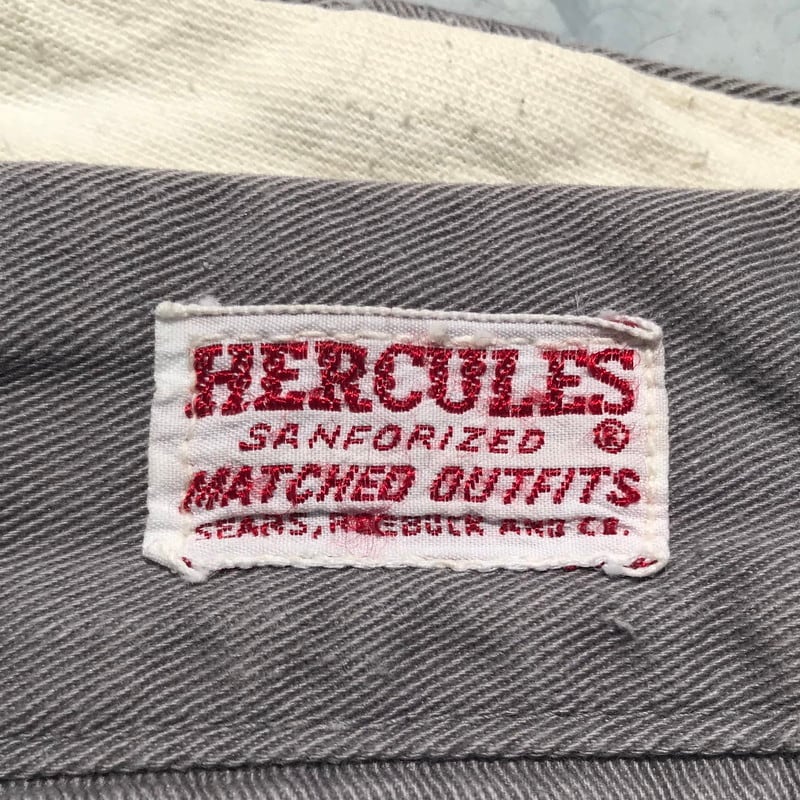 HERCULES
SANFORIZED ®
MATCHED OUTFITS
SEARS, ROEBUCK AND CO.